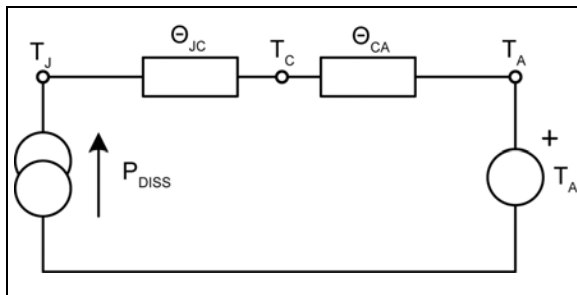 Θ_JC
Θ_CA
T_J
T_C
T_A
+
P_DISS
T_A